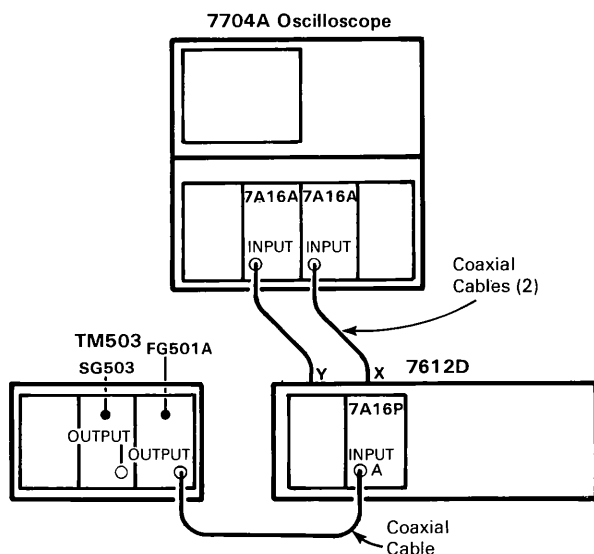 7704A Oscilloscope
7A16A 7A16A
INPUT INPUT
Coaxial
Cables (2)
TM503 FG501A
SG503
Y X 7612D
7A16P
OUTPUT
OUTPUT
INPUT
A
Coaxial
Cable